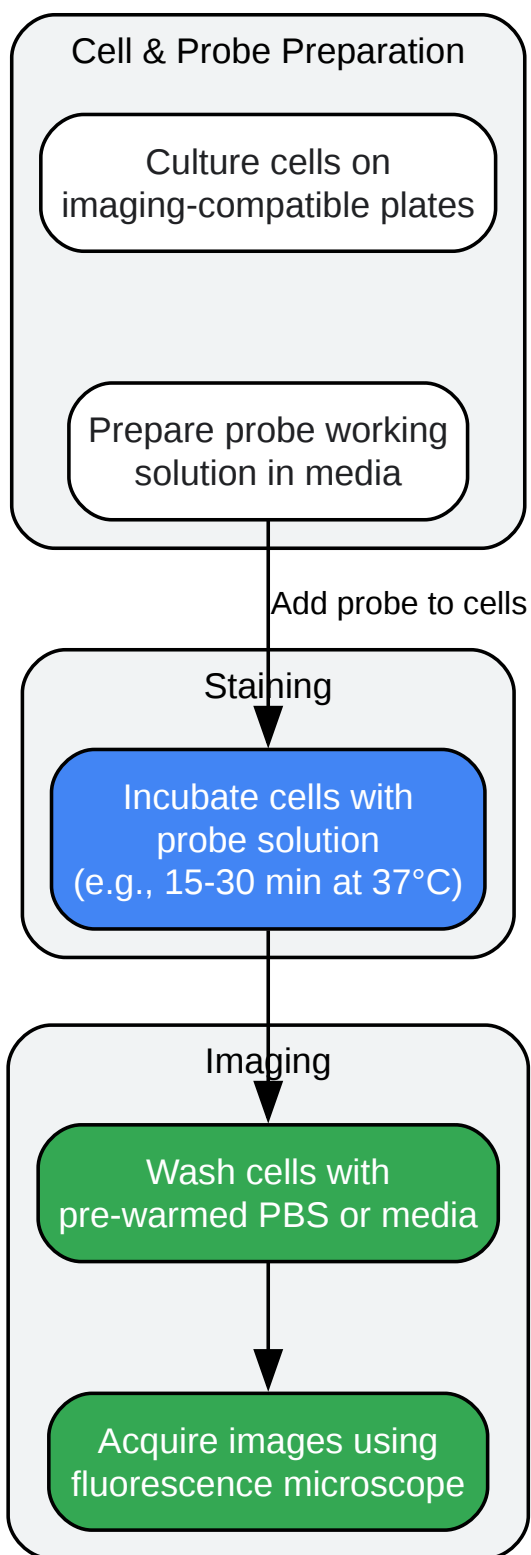 Cell & Probe Preparation
Culture cells on
imaging-compatible plates
Prepare probe working
solution in media
Add probe to cells
Staining
Incubate cells with
probe solution
(e.g., 15-30 min at 37°C)
Imaging
Wash cells with
pre-warmed PBS or media
Acquire images using
fluorescence microscope